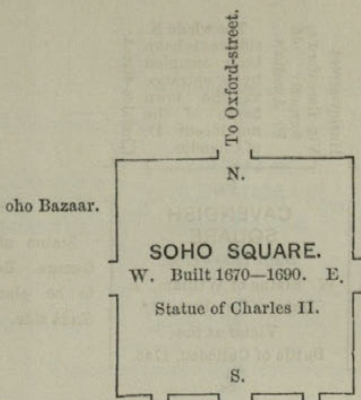 To Oxford-street.
N.
oho Bazaar.
SOHO SQUARE.
W. Built 1670—1690. E.
Statue of Charles II.
S.